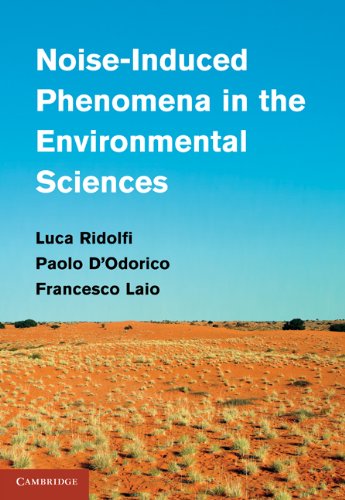 Noise-Induced
Phenomena in the
Environmental
Sciences
Luca Ridolfi
Paolo D'Odorico
Francesco Laio
CAMBRIDGE